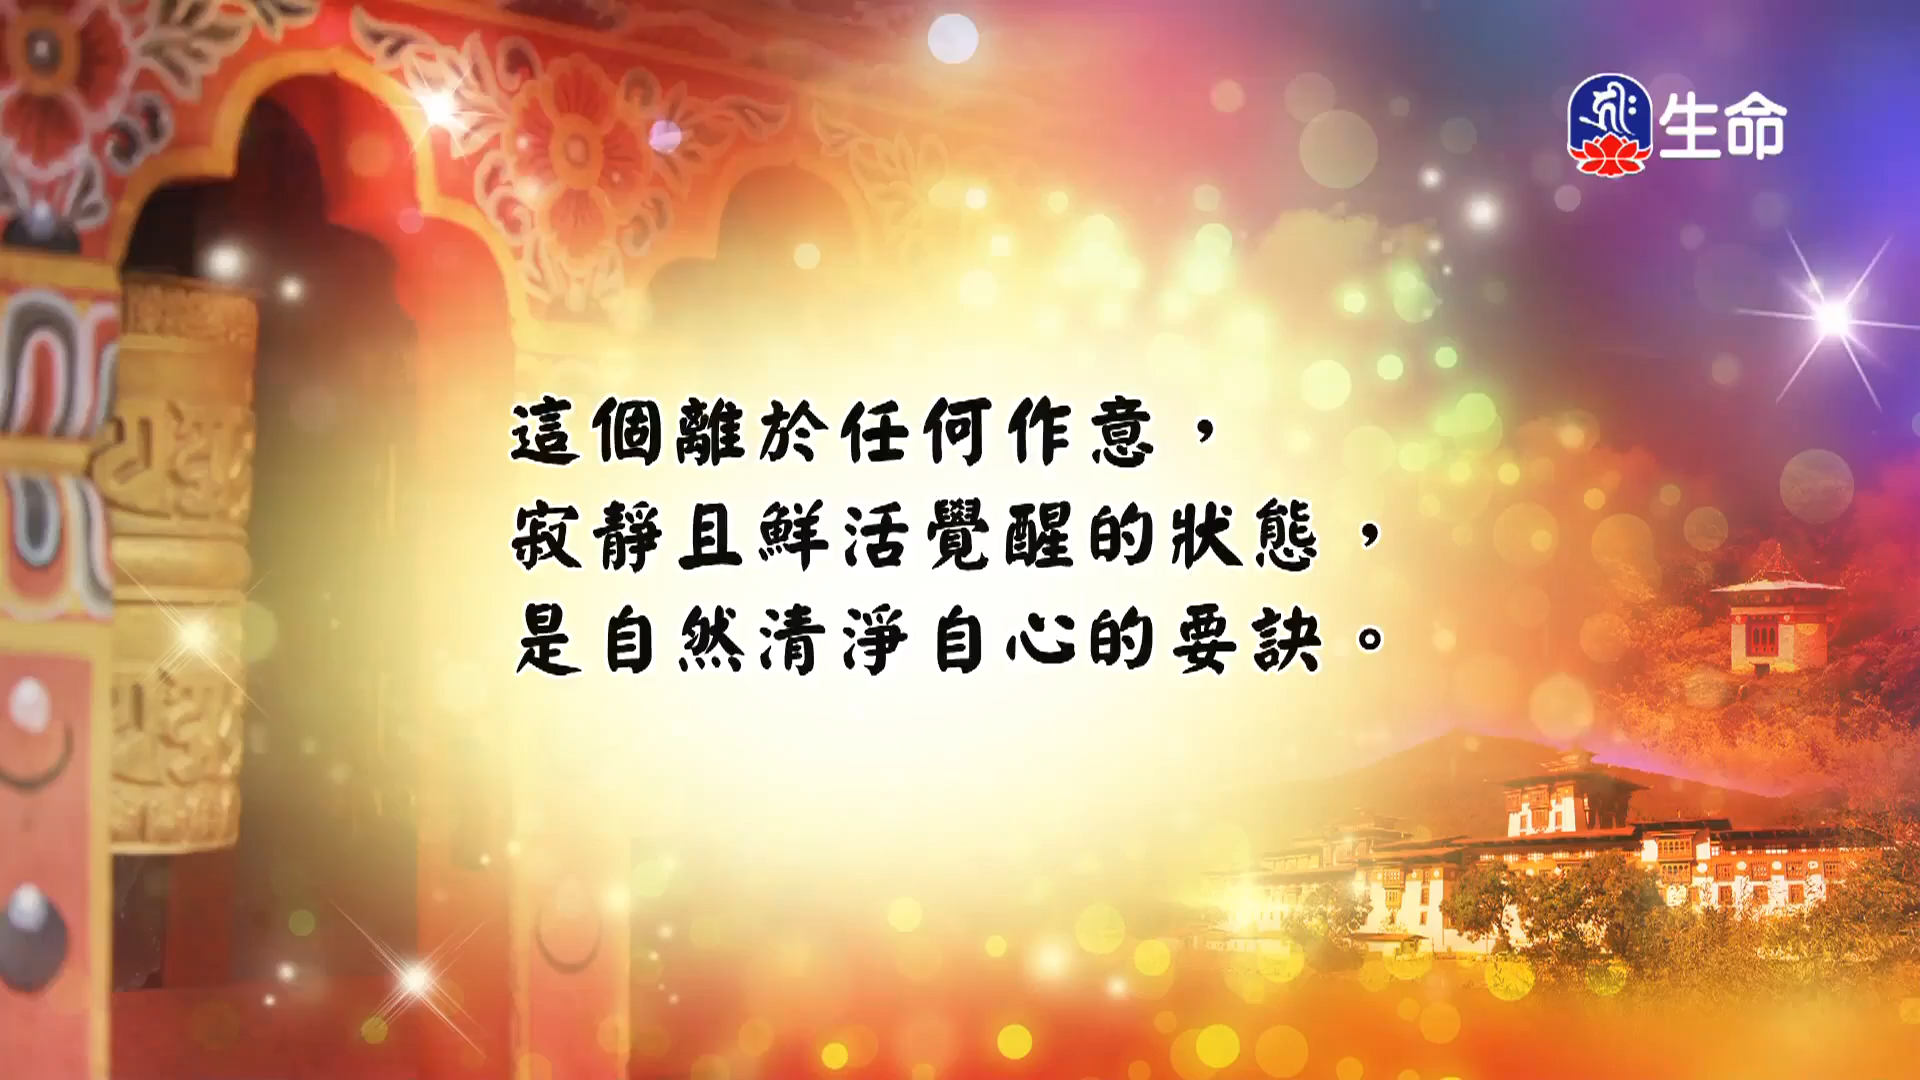 生命
這個離於任何作意，
寂靜且鮮活覺醒的狀態，
是自然清淨自心的要訣。